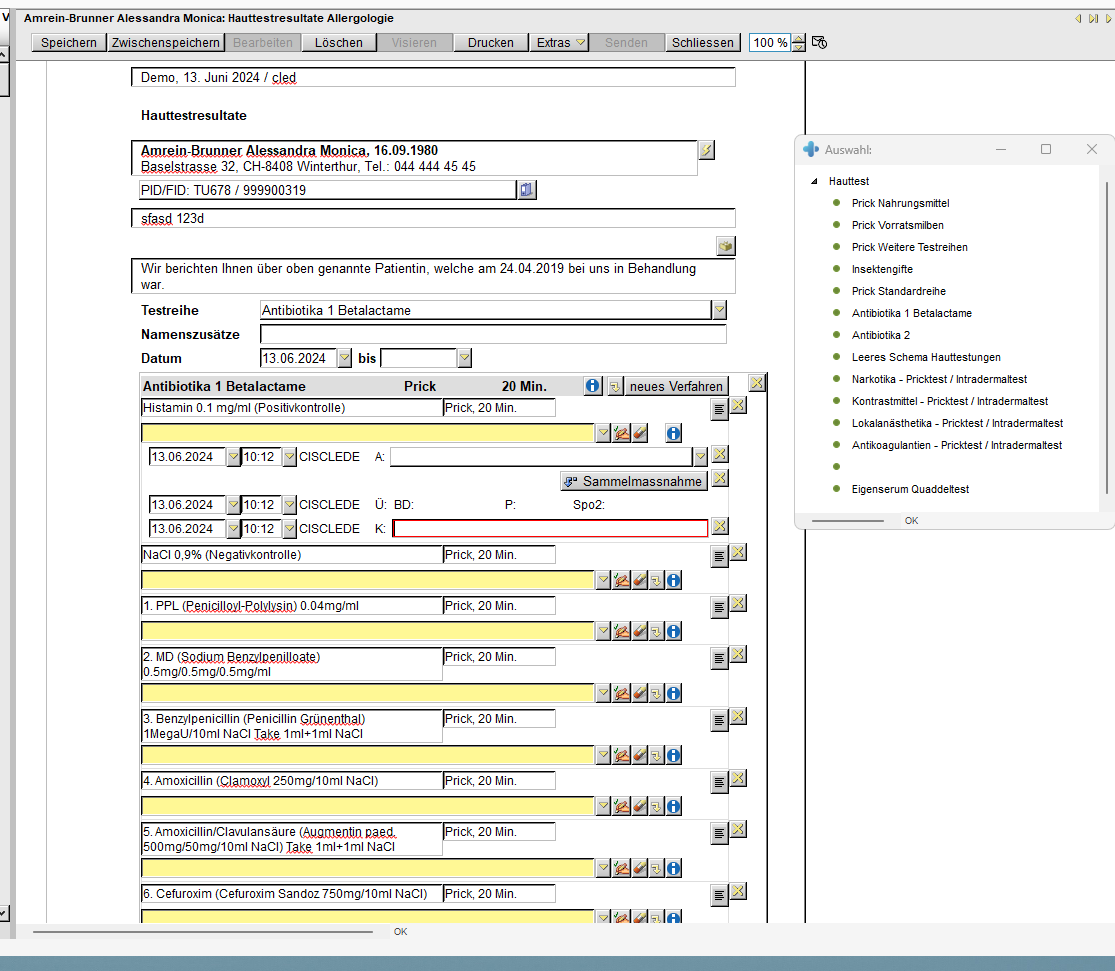 V
Amrein-Brunner Alessandra Monica: Hauttestresultate Allergologie
Speichern Zwischenspeichern Bearbeiten Löschen Visieren Drucken Extras Senden Schliessen 100 %
Demo, 13. Juni 2024 / cled
Hauttestresultate
Amrein-Brunner Alessandra Monica, 16.09.1980
Baselstrasse 32, CH-8408 Winterthur, Tel.: 044 444 45 45
PID/FID: TU678 / 999900319
sfasd 123d
Wir berichten Ihnen über oben genannte Patientin, welche am 24.04.2019 bei uns in Behandlung
war.
Testreihe Antibiotika 1 Betalactame
Namenszusätze
Datum 13.06.2024 bis
Antibiotika 1 Betalactame Prick 20 Min. neues Verfahren
Histamin 0.1 mg/ml (Positivkontrolle) Prick, 20 Min.
13.06.2024 10:12 CISCLEDE A:
Sammelmassnahme
13.06.2024 10:12 CISCLEDE Ü: BD: P: Spo2:
13.06.2024 10:12 CISCLEDE K:
NaCl 0,9% (Negativkontrolle) Prick, 20 Min.
1. PPL (Penicilloyl-Polylysin) 0.04mg/ml Prick, 20 Min.
2. MD (Sodium Benzylpenilloate) Prick, 20 Min.
0.5mg/0.5mg/0.5mg/ml
3. Benzylpenicillin (Penicillin Grünenthal) Prick, 20 Min.
1MegaU/10ml NaCl Take 1ml+1ml NaCl
4. Amoxicillin (Clamoxyl 250mg/10ml NaCl) Prick, 20 Min.
5. Amoxicillin/Clavulansäure (Augmentin paed. Prick, 20 Min.
500mg/50mg/10ml NaCl) Take 1ml+1ml NaCl
6. Cefuroxim (Cefuroxim Sandoz 750mg/10ml NaCl) Prick, 20 Min.
OK
Auswahl:
Hauttest
Prick Nahrungsmittel
Prick Vorratsmilben
Prick Weitere Testreihen
Insektengifte
Prick Standardreihe
Antibiotika 1 Betalactame
Antibiotika 2
Leeres Schema Hauttestungen
Narkotika - Pricktest / Intradermaltest
Kontrastmittel - Pricktest / Intradermaltest
Lokalanästhetika - Pricktest / Intradermaltest
Antikoagulantien - Pricktest / Intradermaltest
Eigenserum Quaddeltest
OK